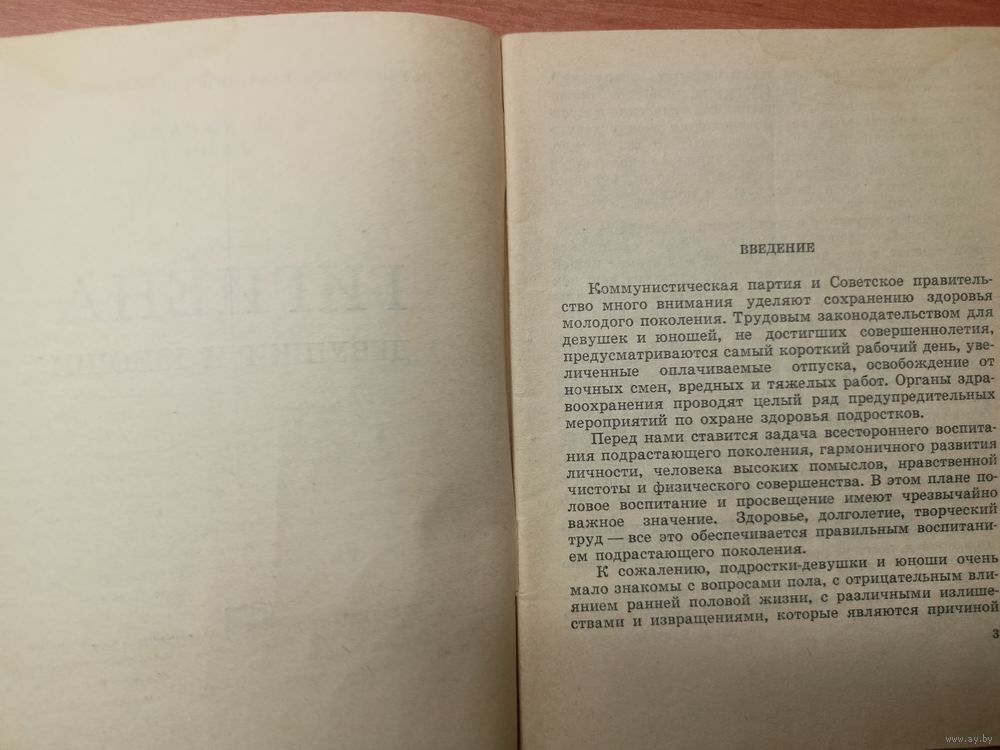 ВВЕДЕНИЕ
Коммунистическая партия и Советское правитель-
ство много внимания уделяют сохранению здоровья
молодого поколения. Трудовым законодательством для
девушек и юношей, не достигших совершеннолетия,
предусматриваются самый короткий рабочий день, уве-
личенные оплачиваемые отпуска, освобождение от
ночных смен, вредных и тяжелых работ. Органы здра-
воохранения проводят целый ряд предупредительных
мероприятий по охране здоровья подростков.
Перед нами ставится задача всестороннего воспита-
ния подрастающего поколения, гармоничного развития
личности, человека высоких помыслов, нравственной
чистоты и физического совершенства. В этом плане по-
ловое воспитание и просвещение имеют чрезвычайно
важное значение. Здоровье, долголетие, творческий
труд — все это обеспечивается правильным воспитани-
ем подрастающего поколения.
К сожалению, подростки-девушки и юноши очень
мало знакомы с вопросами пола, с отрицательным вли-
янием ранней половой жизни, с различными излише-
ствами и извращениями, которые являются причиной
3
www.ay.by